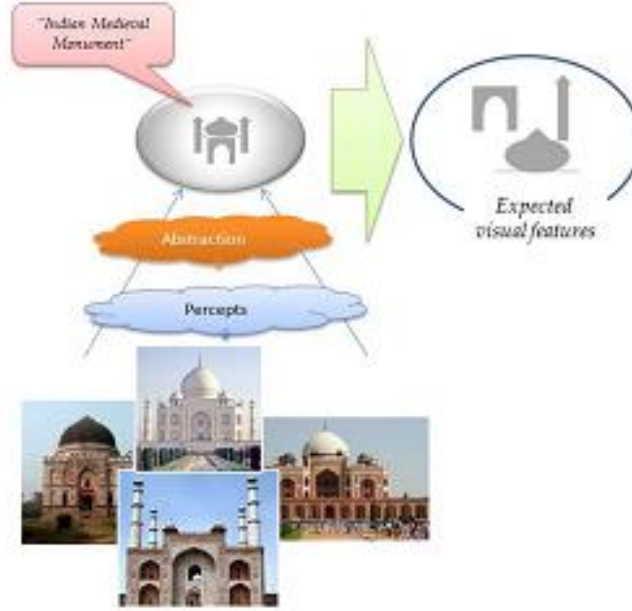 "Indian Medieval
Monument"
Expected
visual features
Abstraction
Percepts